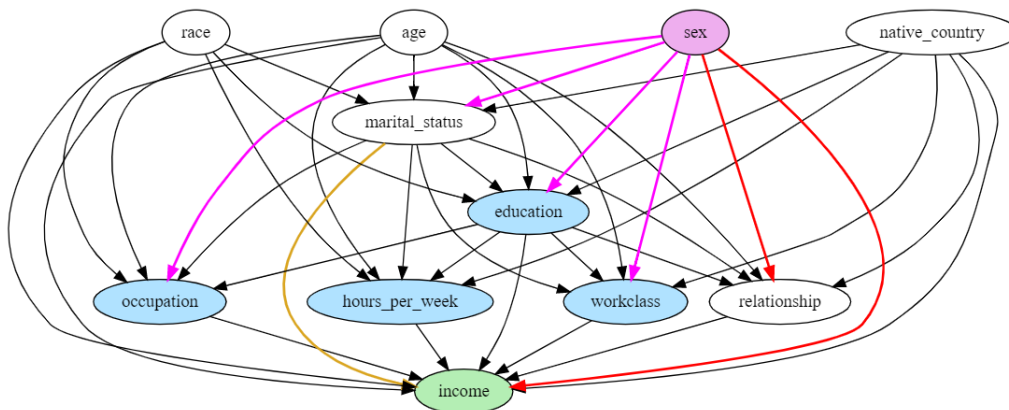 race
age
sex
native_country
marital_status
education
occupation
hours_per_week
workclass
relationship
income